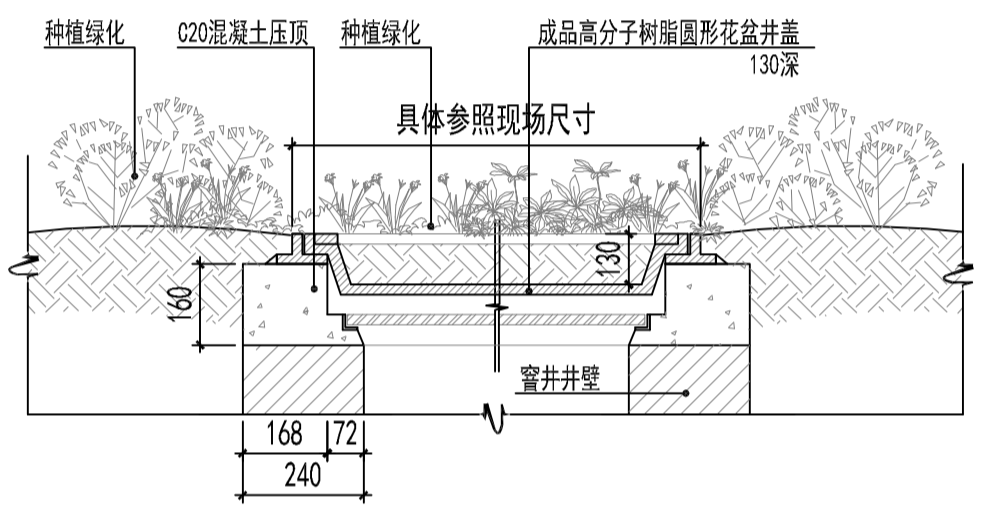 种植绿化
C20混凝土压顶
种植绿化
成品高分子树脂圆形花盆井盖
130深
具体参照现场尺寸
130
160
窨井井壁
168
72
240